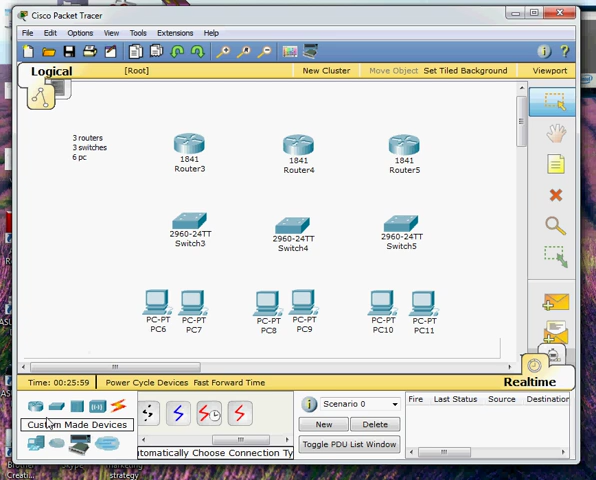 Cisco Packet Tracer
File Edit Options View Tools Extensions Help
Logical [Root] New Cluster Move Object Set Tiled Background Viewport
3 routers
3 switches
6 pc
1841 1841 1841
Router3 Router4 Router5
2960-24TT 2960-24TT 2960-24TT
Switch3 Switch4 Switch5
PC-PT PC-PT PC-PT PC-PT PC-PT PC-PT
PC6 PC7 PC8 PC9 PC10 PC11
Time: 00:25:59 Power Cycle Devices Fast Forward Time Realtime
Scenario 0 Fire Last Status Source Destination
New Delete
Custom Made Devices
Toggle PDU List Window
utomatically Choose Connection Ty
Creati... Skype marketing
strategy